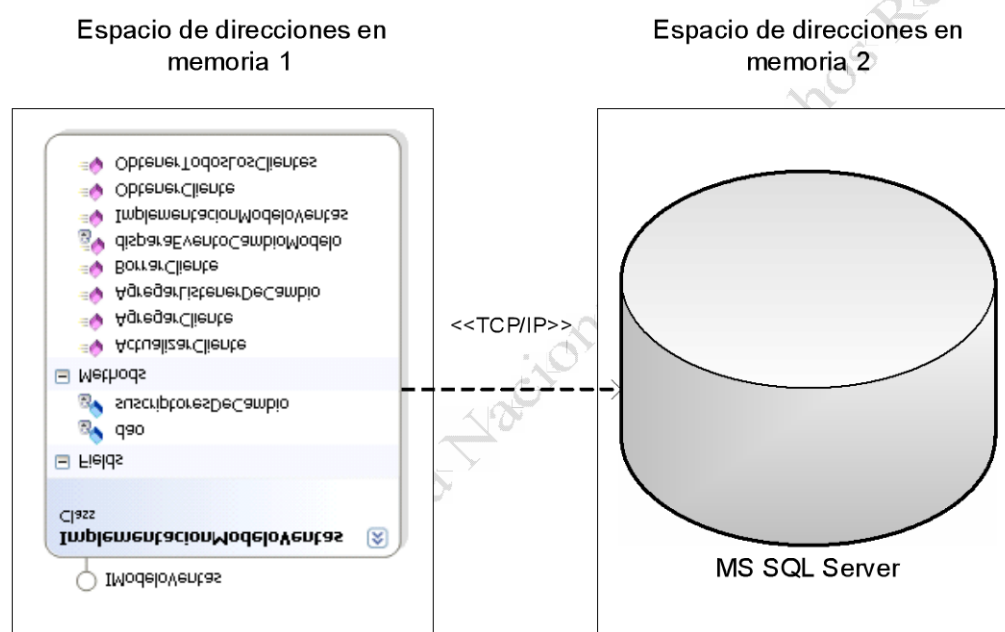 Espacio de direcciones en
memoria 1
Espacio de direcciones en
memoria 2
ObtenerTodosLosClientes
ObtenerCliente
ImplementacionModeloVentas
disparaEventoCambioModelo
BorrarCliente
AgregarListenerDeCambio
AgregarCliente
ActualizarCliente
Methods
suscriptoresDeCambio
dao
Fields
Class
ImplementacionModeloVentas
IModeloVentas
<<TCP/IP>>
MS SQL Server
Nacion